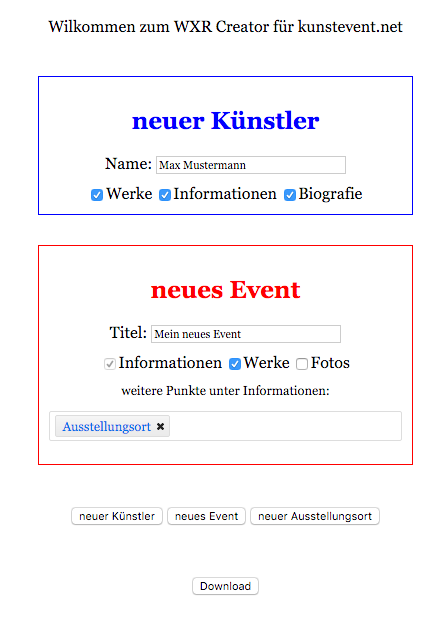 Wilkommen zum WXR Creator für kunstevent.net
neuer Künstler
Name: Max Mustermann
Werke Informationen Biografie
neues Event
Titel: Mein neues Event
Informationen Werke Fotos
weitere Punkte unter Informationen:
Ausstellungsort ✖
neuer Künstler neues Event neuer Ausstellungsort
Download